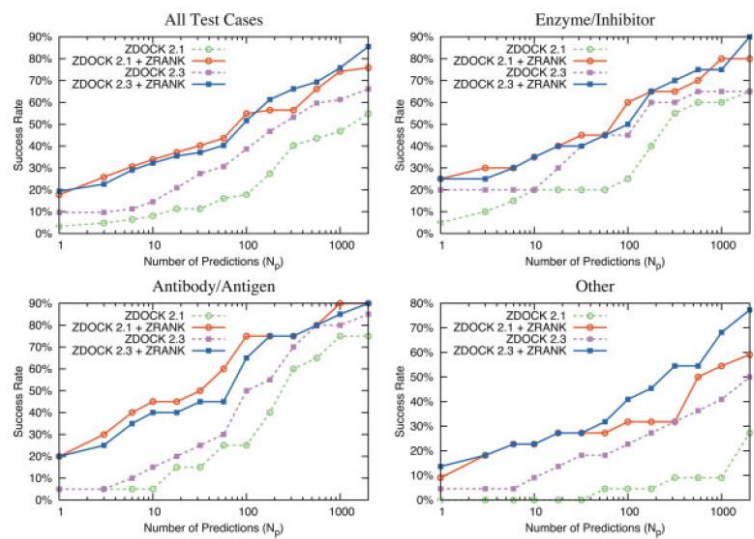 All Test Cases
ZDOCK 2.1
ZDOCK 2.1 + ZRANK
ZDOCK 2.3
ZDOCK 2.3 + ZRANK
90%
80%
70%
60%
50%
40%
30%
20%
10%
0%
Success Rate
1 10 100 1000
Number of Predictions (Np)
Enzyme/Inhibitor
ZDOCK 2.1
ZDOCK 2.1 + ZRANK
ZDOCK 2.3
ZDOCK 2.3 + ZRANK
90%
80%
70%
60%
50%
40%
30%
20%
10%
0%
Success Rate
1 10 100 1000
Number of Predictions (Np)
Antibody/Antigen
ZDOCK 2.1
ZDOCK 2.1 + ZRANK
ZDOCK 2.3
ZDOCK 2.3 + ZRANK
90%
80%
70%
60%
50%
40%
30%
20%
10%
0%
Success Rate
1 10 100 1000
Number of Predictions (Np)
Other
ZDOCK 2.1
ZDOCK 2.1 + ZRANK
ZDOCK 2.3
ZDOCK 2.3 + ZRANK
80%
70%
60%
50%
40%
30%
20%
10%
0%
Success Rate
1 10 100 1000
Number of Predictions (Np)